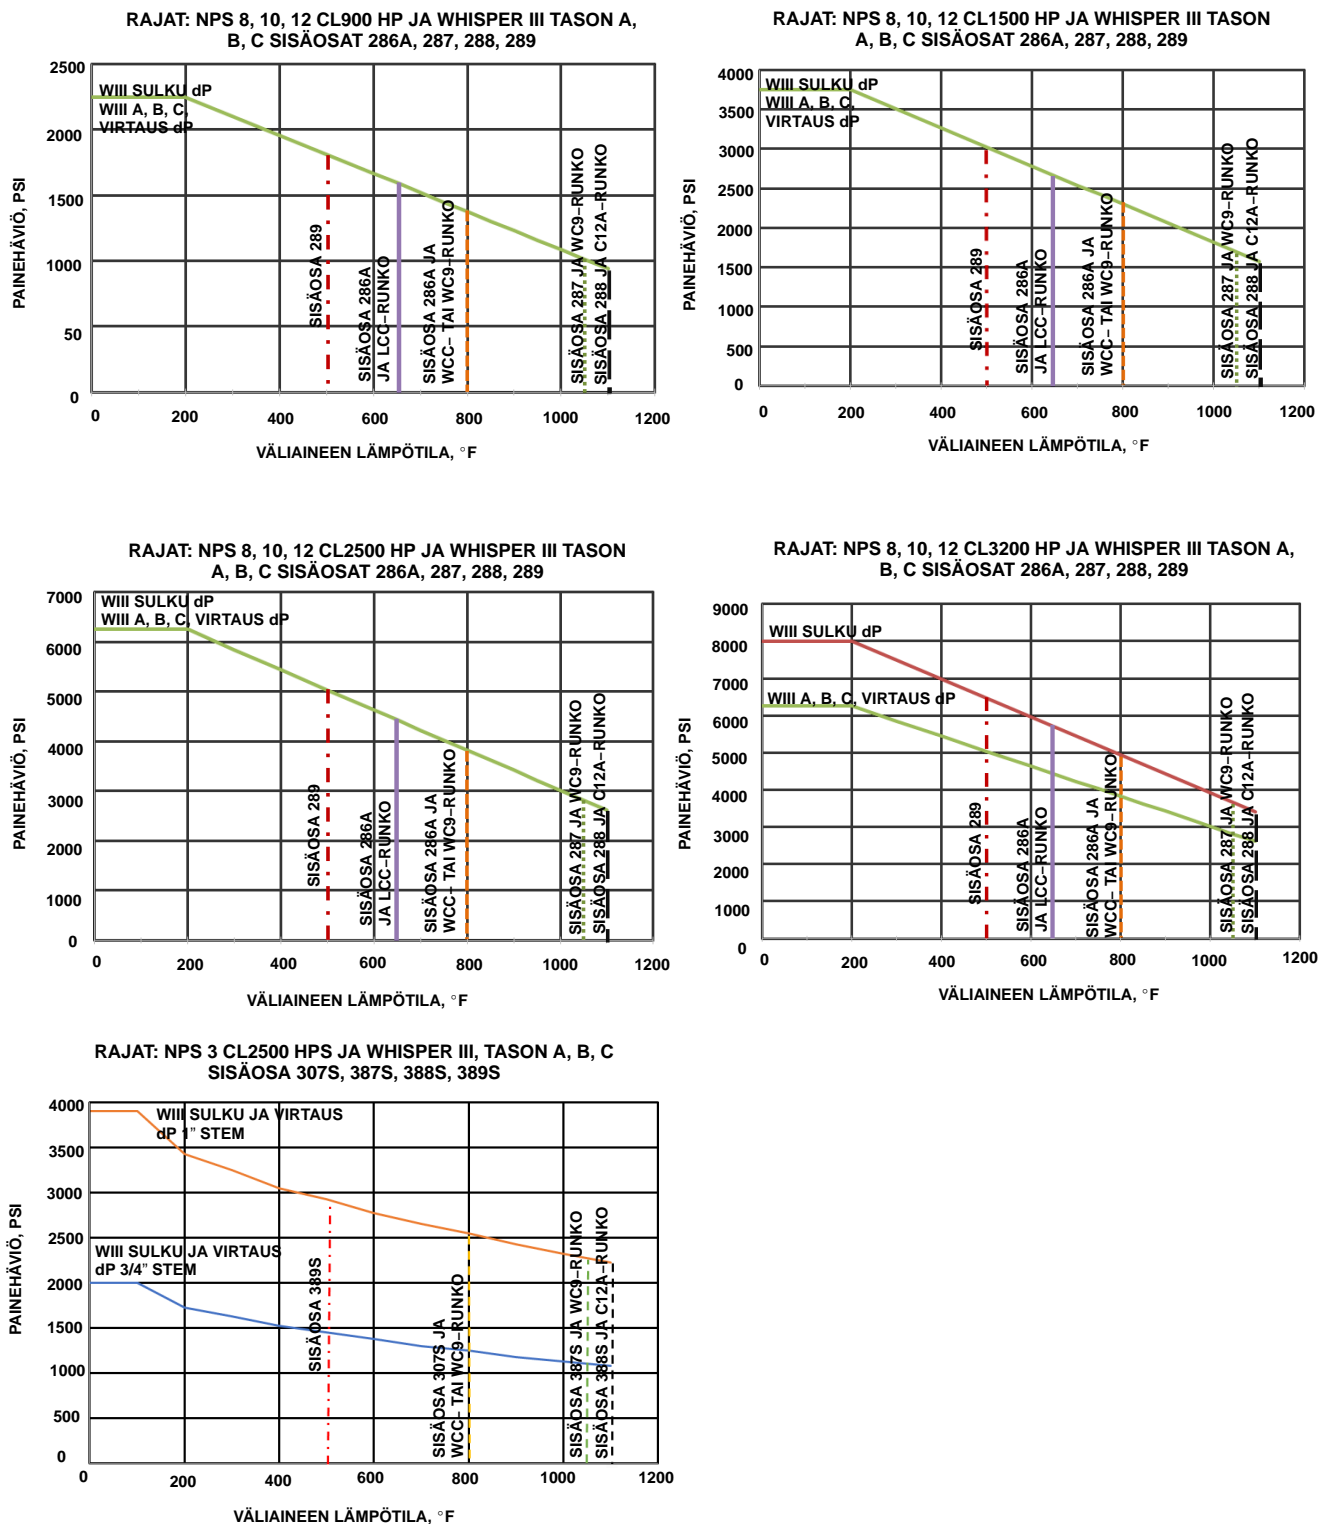 RAJAT: NPS 8, 10, 12 CL900 HP JA WHISPER III TASON A,
B, C SISÄOSAT 286A, 287, 288, 289
2500
2000
1500
1000
50
0
PAINEHÄVIÖ, PSI
WIII SULKU dP
WIII A, B, C,
VIRTAUS dP
SISÄOSA 289
SISÄOSA 286A
JA LCC–RUNKO
SISÄOSA 286A JA
WCC– TAI WC9–RUNKO
SISÄOSA 287 JA WC9–RUNKO
SISÄOSA 288 JA C12A–RUNKO
0 200 400 600 800 1000 1200
VÄLIAINEEN LÄMPÖTILA, °F
RAJAT: NPS 8, 10, 12 CL1500 HP JA WHISPER III TASON
A, B, C SISÄOSAT 286A, 287, 288, 289
4000
3500
3000
2500
2000
1500
1000
500
0
PAINEHÄVIÖ, PSI
WIII SULKU dP
WIII A, B, C,
VIRTAUS dP
SISÄOSA 289
SISÄOSA 286A
JA LCC–RUNKO
SISÄOSA 286A JA
WCC– TAI WC9–RUNKO
SISÄOSA 287 JA WC9–RUNKO
SISÄOSA 288 JA C12A–RUNKO
0 200 400 600 800 1000 1200
VÄLIAINEEN LÄMPÖTILA, °F
RAJAT: NPS 8, 10, 12 CL2500 HP JA WHISPER III TASON
A, B, C SISÄOSAT 286A, 287, 288, 289
7000
6000
5000
4000
3000
2000
1000
0
PAINEHÄVIÖ, PSI
WIII SULKU dP
WIII A, B, C, VIRTAUS dP
SISÄOSA 289
SISÄOSA 286A
JA LCC–RUNKO
SISÄOSA 286A JA
WCC– TAI WC9–RUNKO
SISÄOSA 287 JA WC9–RUNKO
SISÄOSA 288 JA C12A–RUNKO
0 200 400 600 800 1000 1200
VÄLIAINEEN LÄMPÖTILA, °F
RAJAT: NPS 8, 10, 12 CL3200 HP JA WHISPER III TASON A,
B, C SISÄOSAT 286A, 287, 288, 289
9000
8000
7000
6000
5000
4000
3000
2000
1000
0
PAINEHÄVIÖ, PSI
WIII SULKU dP
WIII A, B, C, VIRTAUS dP
SISÄOSA 289
SISÄOSA 286A
JA LCC–RUNKO
SISÄOSA 286A JA
WCC– TAI WC9–RUNKO
SISÄOSA 287 JA WC9–RUNKO
SISÄOSA 288 JA C12A–RUNKO
0 200 400 600 800 1000 1200
VÄLIAINEEN LÄMPÖTILA, °F
RAJAT: NPS 3 CL2500 HPS JA WHISPER III, TASON A, B, C
SISÄOSA 307S, 387S, 388S, 389S
4000
3500
3000
2500
2000
1500
1000
500
0
PAINEHÄVIÖ, PSI
WIII SULKU JA VIRTAUS
dP 1” STEM
WIII SULKU JA VIRTAUS
dP 3/4” STEM
SISÄOSA 389S
SISÄOSA 307S JA
WCC– TAI WC9–RUNKO
SISÄOSA 387S JA WC9–RUNKO
SISÄOSA 388S JA C12A–RUNKO
0 200 400 600 800 1000 1200
VÄLIAINEEN LÄMPÖTILA, °F